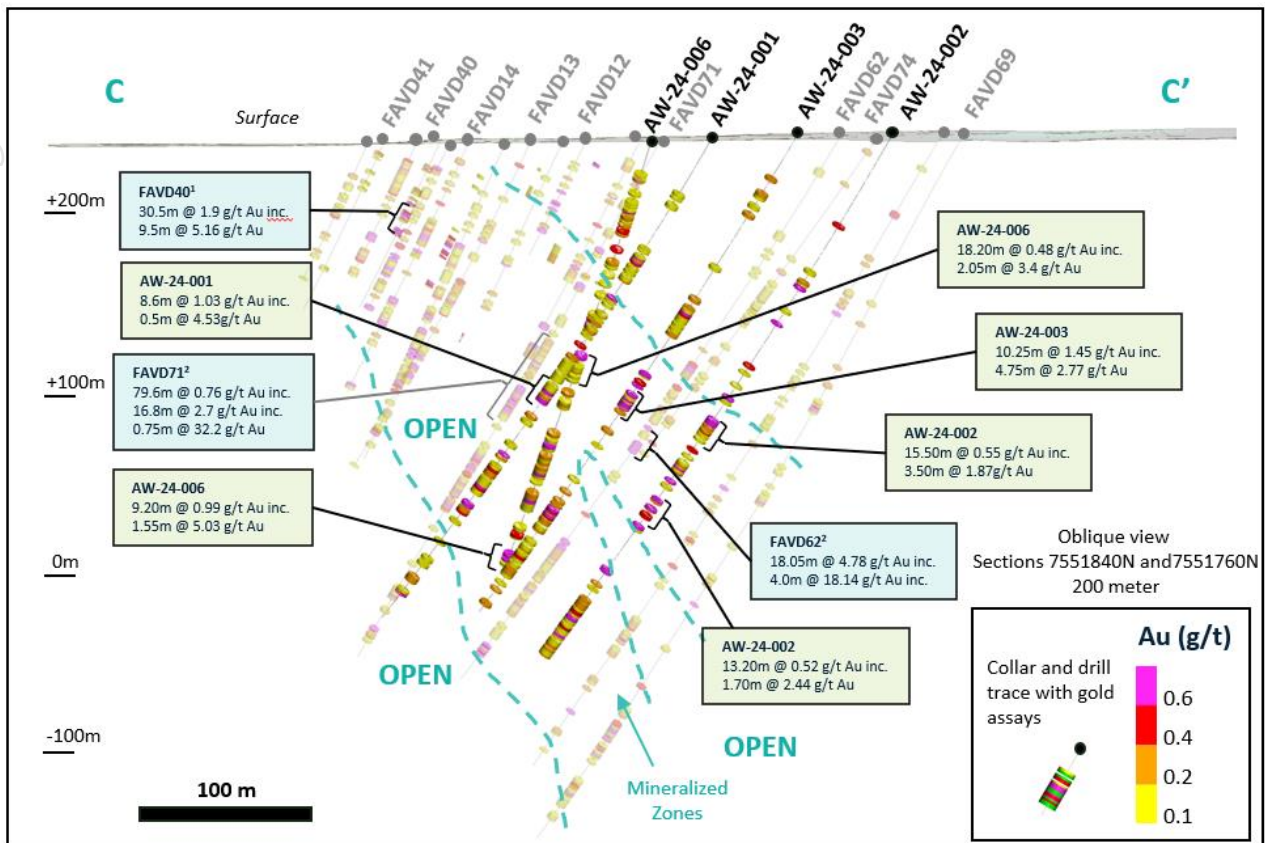 C
C'
Surface
FAVD41
FAVD40
FAVD14
FAVD13
FAVD12
AW-24-006
FAVD71
AW-24-001
AW-24-003
FAVD62
FAVD74
AW-24-002
FAVD69
+200m
+100m
0m
-100m
FAVD40¹
30.5m @ 1.9 g/t Au inc.
9.5m @ 5.16 g/t Au
AW-24-001
8.6m @ 1.03 g/t Au inc.
0.5m @ 4.53g/t Au
FAVD71²
79.6m @ 0.76 g/t Au inc.
16.8m @ 2.7 g/t Au inc.
0.75m @ 32.2 g/t Au
AW-24-006
9.20m @ 0.99 g/t Au inc.
1.55m @ 5.03 g/t Au
AW-24-006
18.20m @ 0.48 g/t Au inc.
2.05m @ 3.4 g/t Au
AW-24-003
10.25m @ 1.45 g/t Au inc.
4.75m @ 2.77 g/t Au
AW-24-002
15.50m @ 0.55 g/t Au inc.
3.50m @ 1.87g/t Au
FAVD62²
18.05m @ 4.78 g/t Au inc.
4.0m @ 18.14 g/t Au inc.
AW-24-002
13.20m @ 0.52 g/t Au inc.
1.70m @ 2.44 g/t Au
OPEN
OPEN
OPEN
Mineralized
Zones
Oblique view
Sections 7551840N and7551760N
200 meter
100 m
Au (g/t)
Collar and drill
trace with gold
assays
0.6
0.4
0.2
0.1